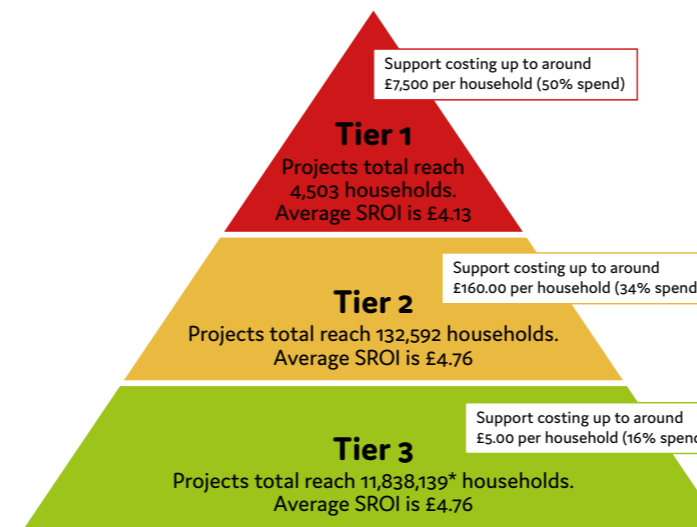 Support costing up to around
£7,500 per household (50% spend)
Tier 1
Projects total reach
4,503 households.
Average SROI is £4.13
Support costing up to around
£160.00 per household (34% spend
Tier 2
Projects total reach 132,592 households.
Average SROI is £4.76
Support costing up to around
£5.00 per household (16% spen
Tier 3
Projects total reach 11,838,139* households.
Average SROI is £4.76